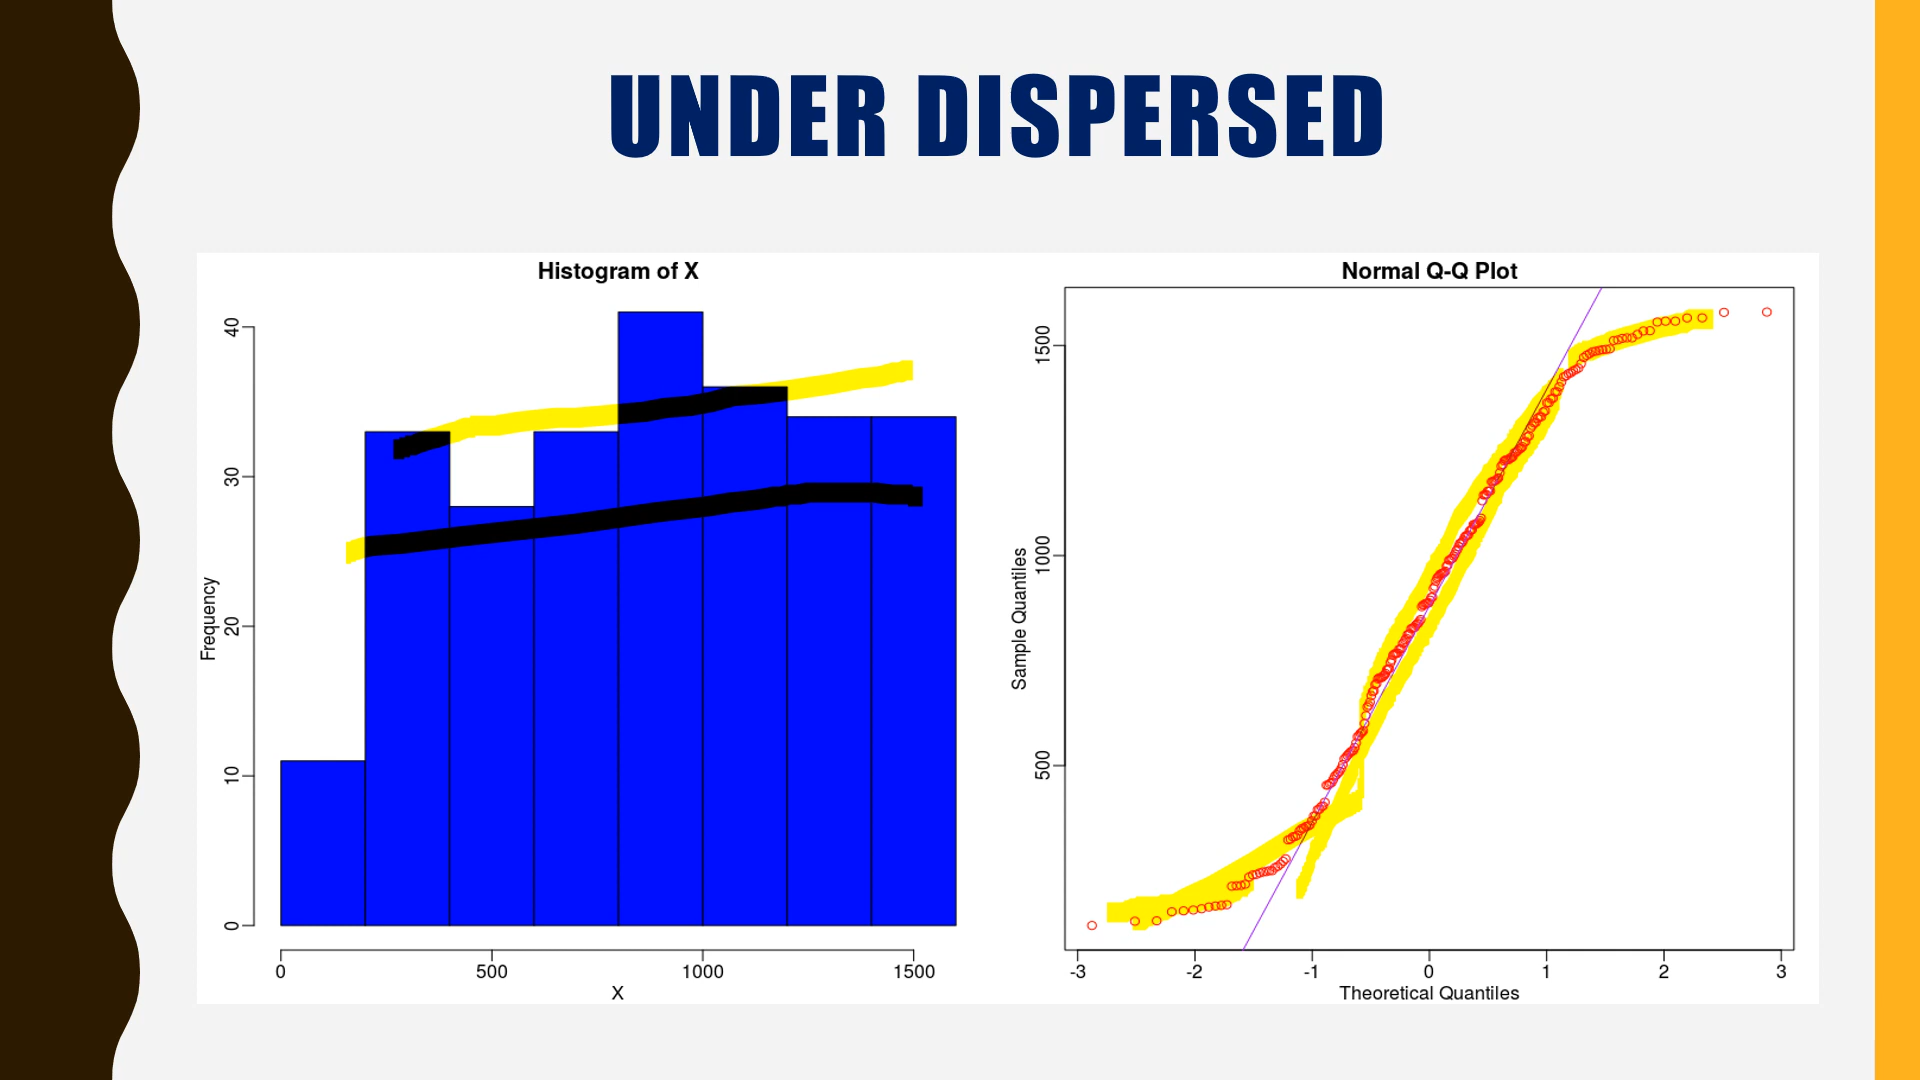 UNDER DISPERSED
Histogram of X
Frequency
0
10
20
30
40
0 500 1000 1500
X
Normal Q-Q Plot
Sample Quantiles
500
1000
1500
-3 -2 -1 0 1 2 3
Theoretical Quantiles